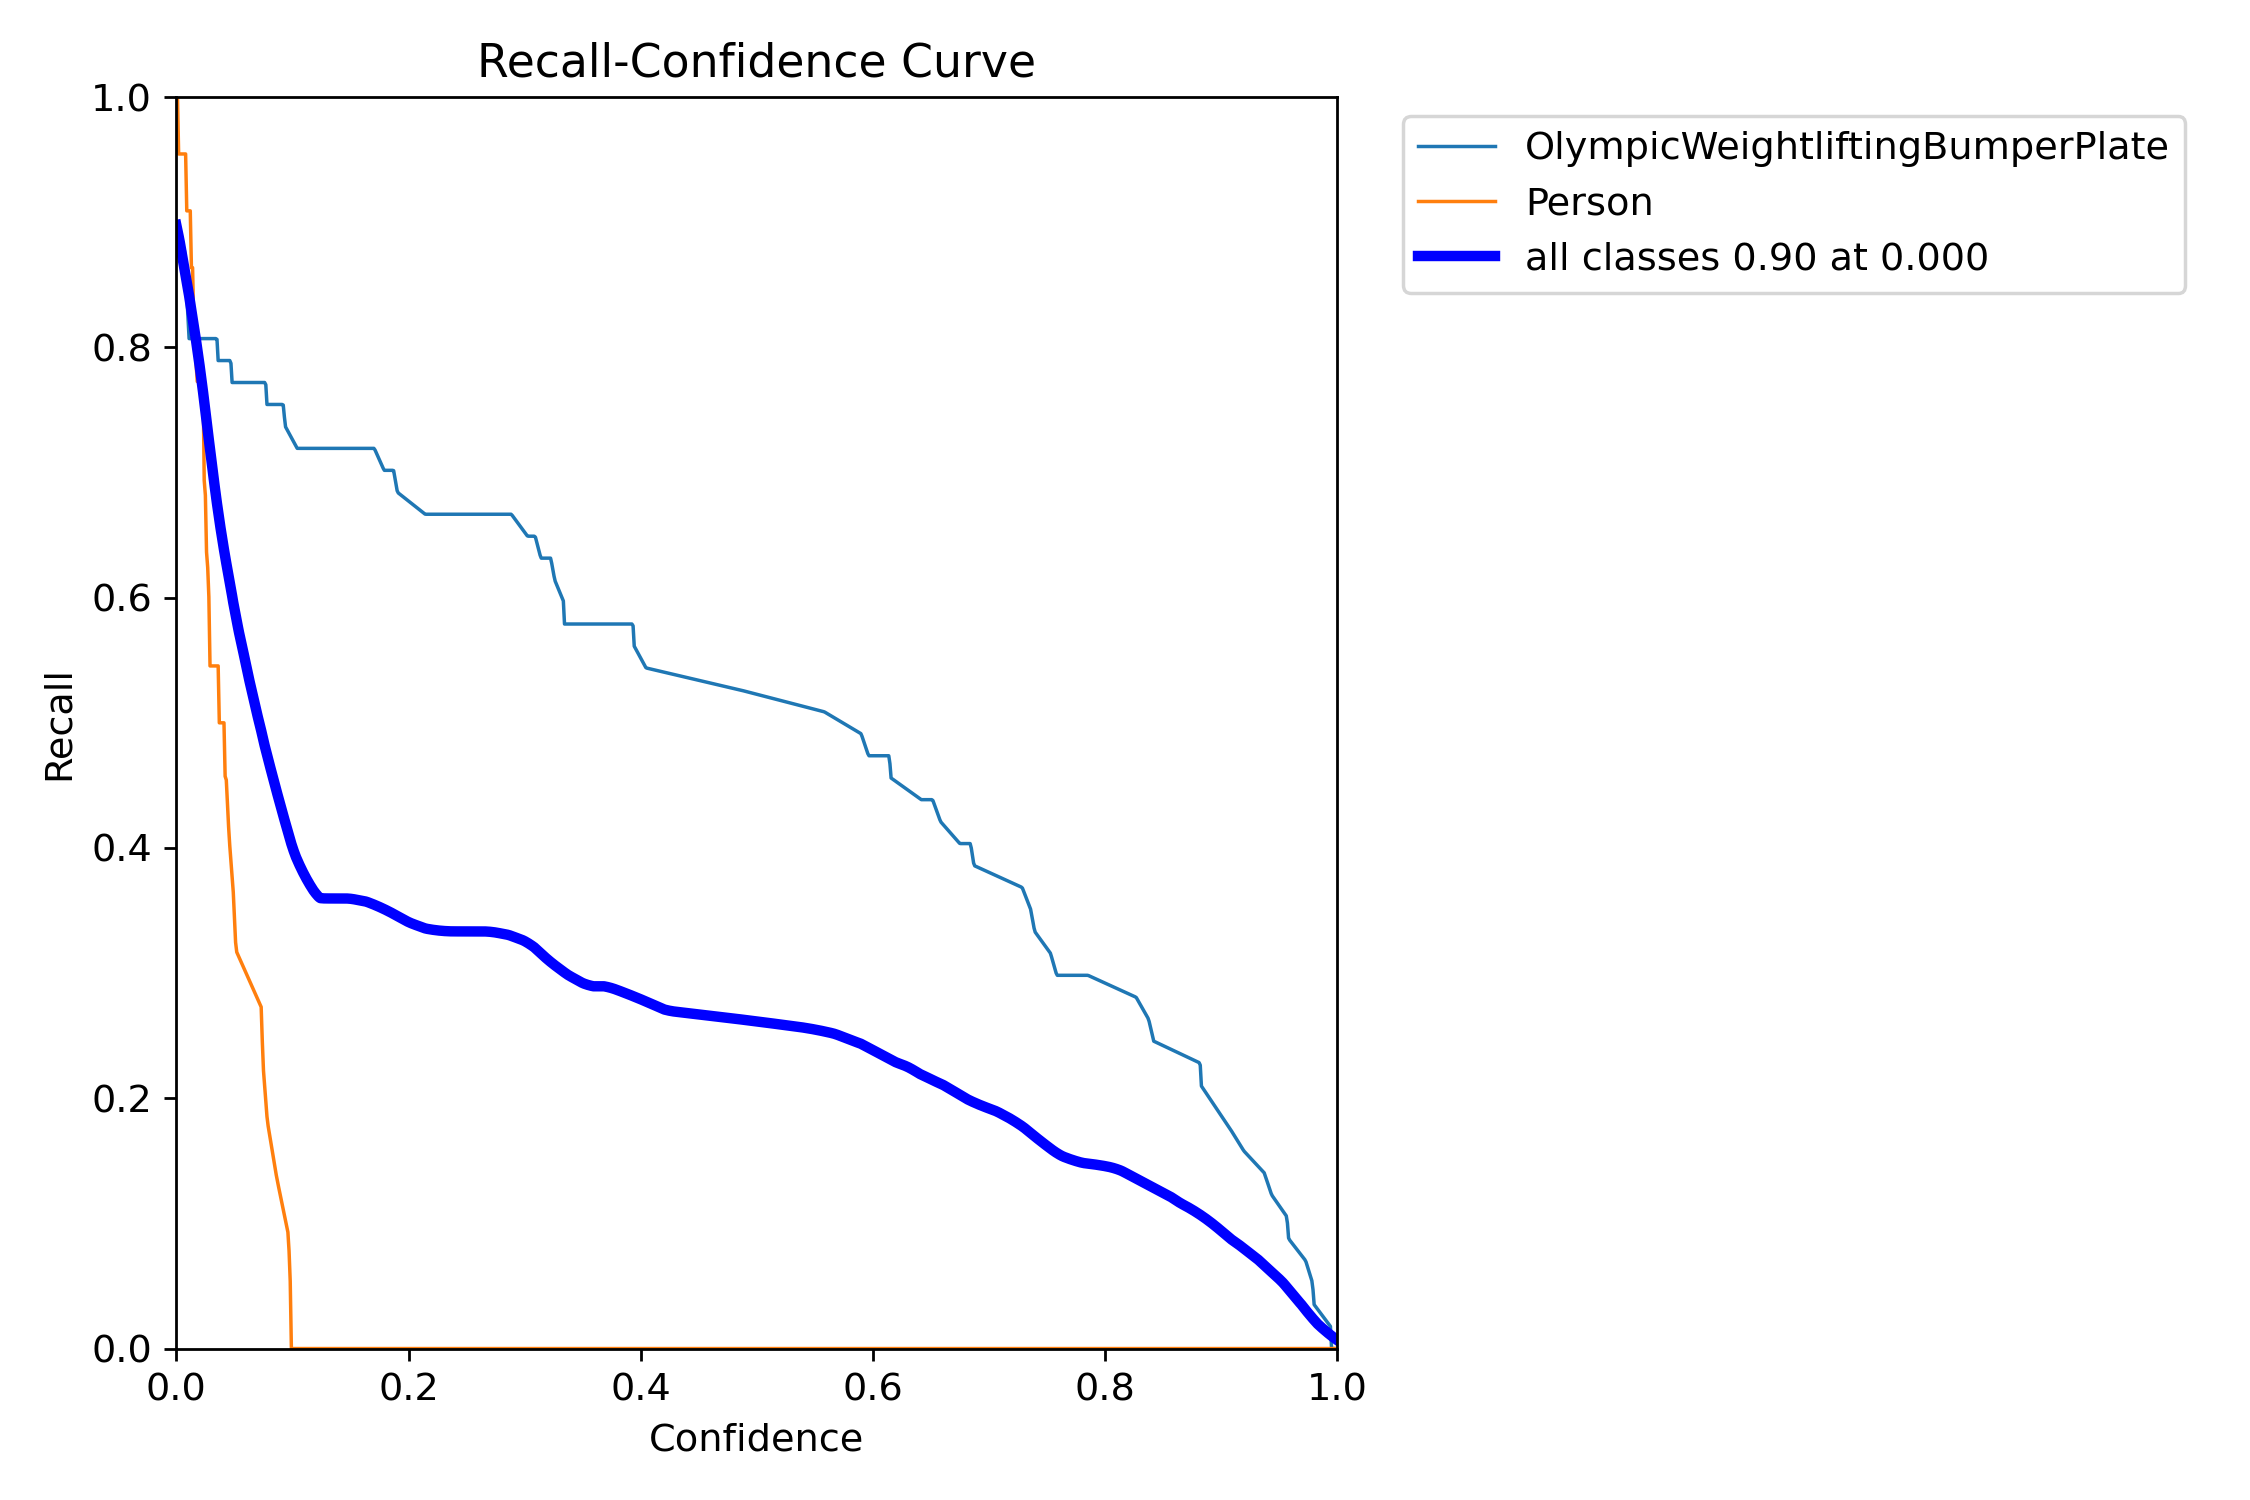 Recall-Confidence Curve
1.0
0.8
0.6
0.4
0.2
0.0
Recall
0.0 0.2 0.4 0.6 0.8 1.0
Confidence
OlympicWeightliftingBumperPlate
Person
all classes 0.90 at 0.000